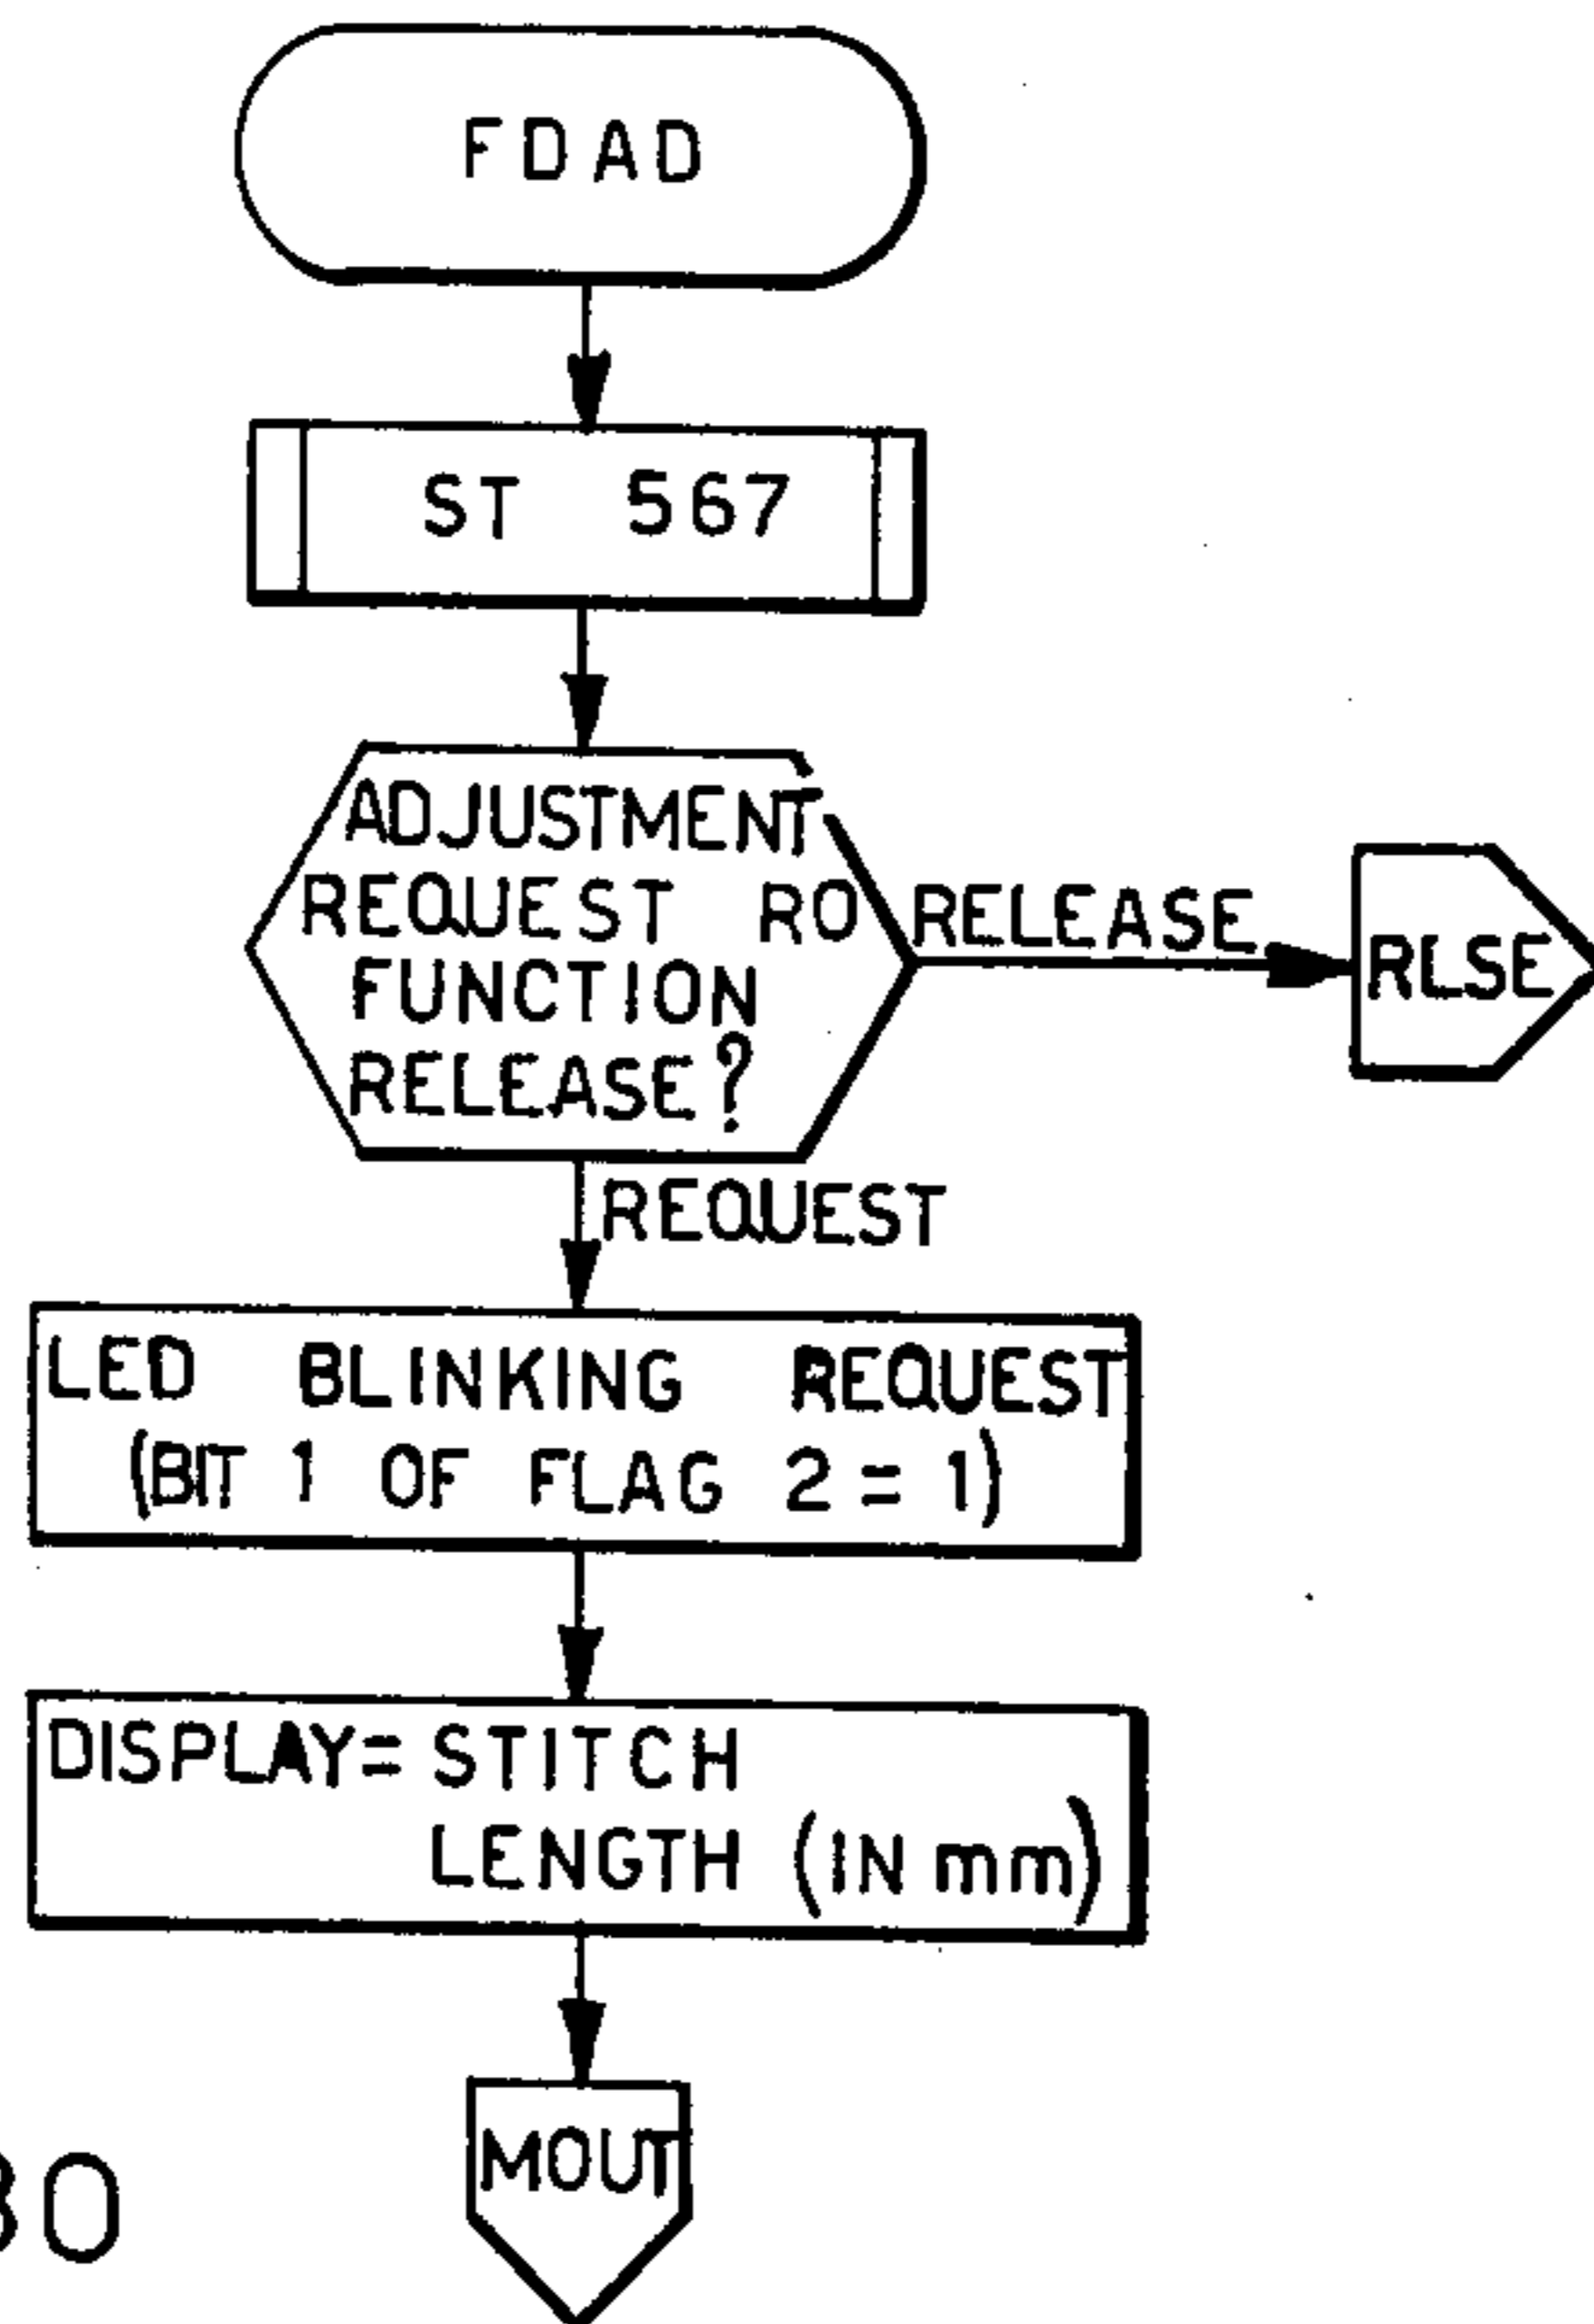 FDAD
ST 567
ADJUSTMENT
REQUEST RO
FUNCTION
RELEASE?
RELEASE
RLSE
REQUEST
LED BLINKING REQUEST
(BIT 1 OF FLAG 2 = 1)
DISPLAY= STITCH
LENGTH (IN mm)
MOUT